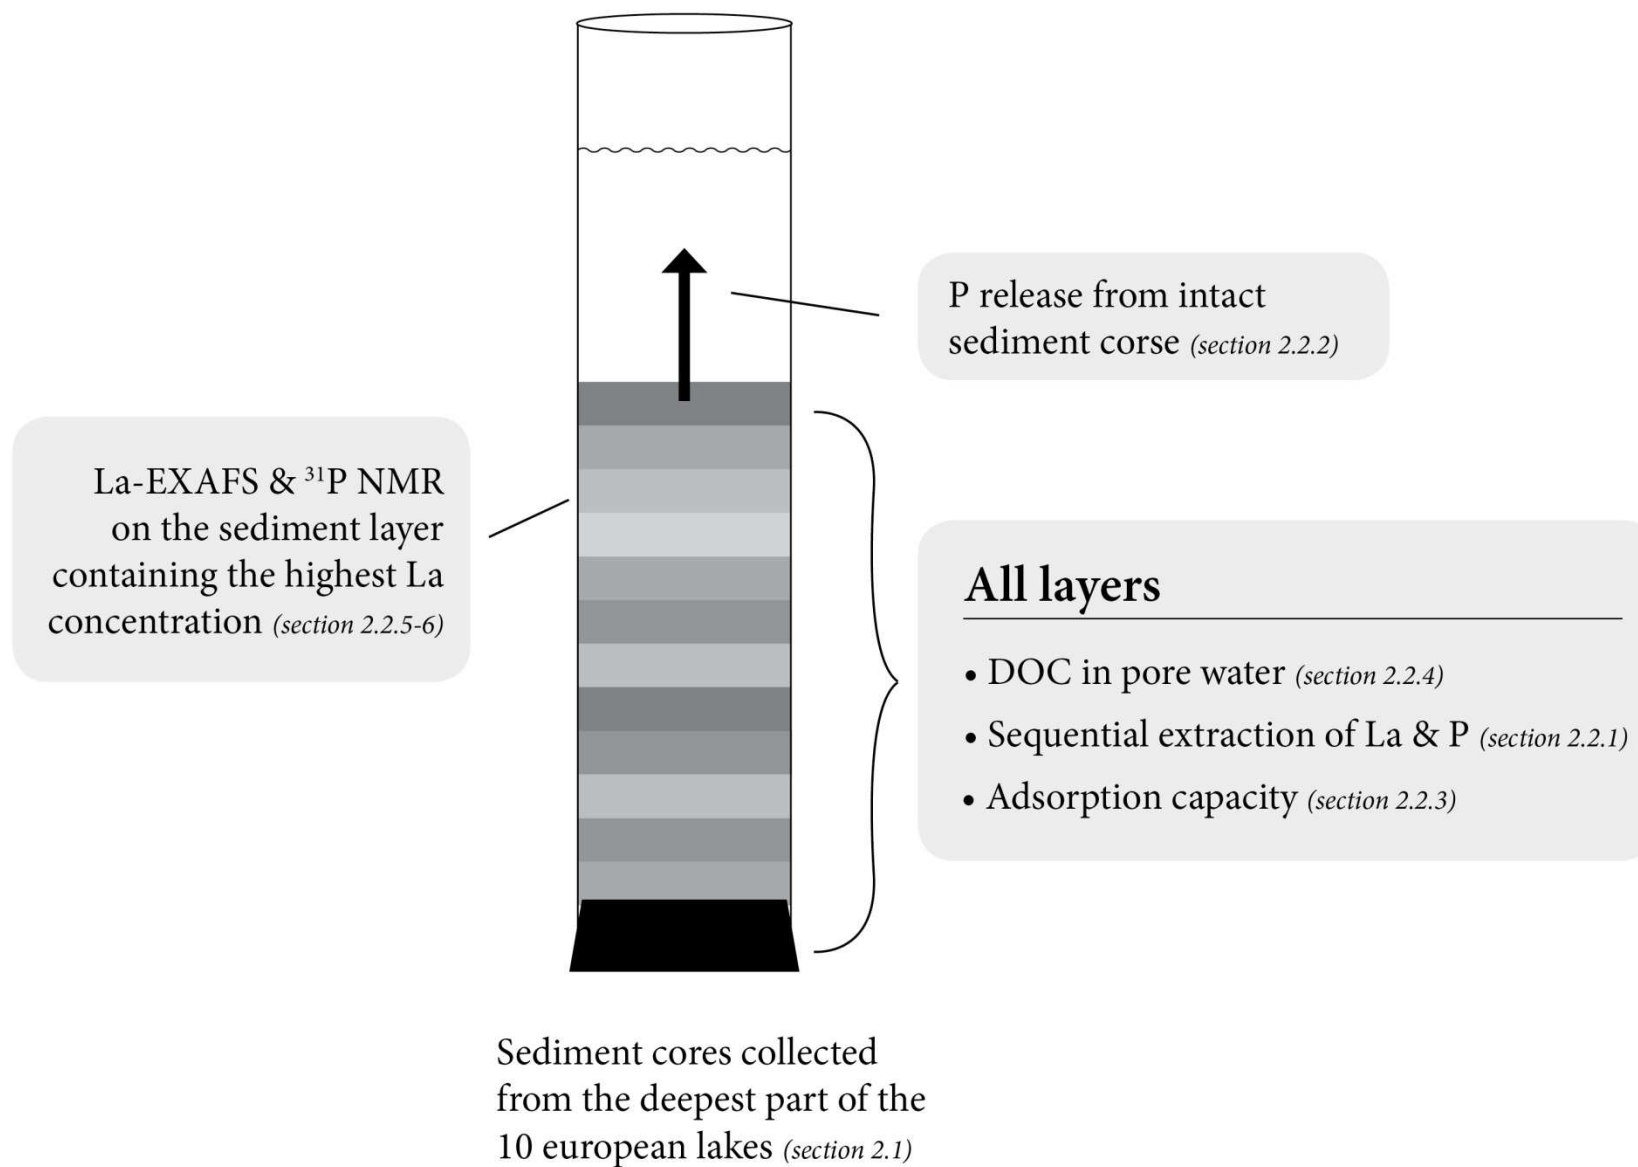 P release from intact
sediment corse (section 2.2.2)
La-EXAFS & ³¹P NMR
on the sediment layer
containing the highest La
concentration (section 2.2.5-6)
All layers
• DOC in pore water (section 2.2.4)
• Sequential extraction of La & P (section 2.2.1)
• Adsorption capacity (section 2.2.3)
Sediment cores collected
from the deepest part of the
10 european lakes (section 2.1)